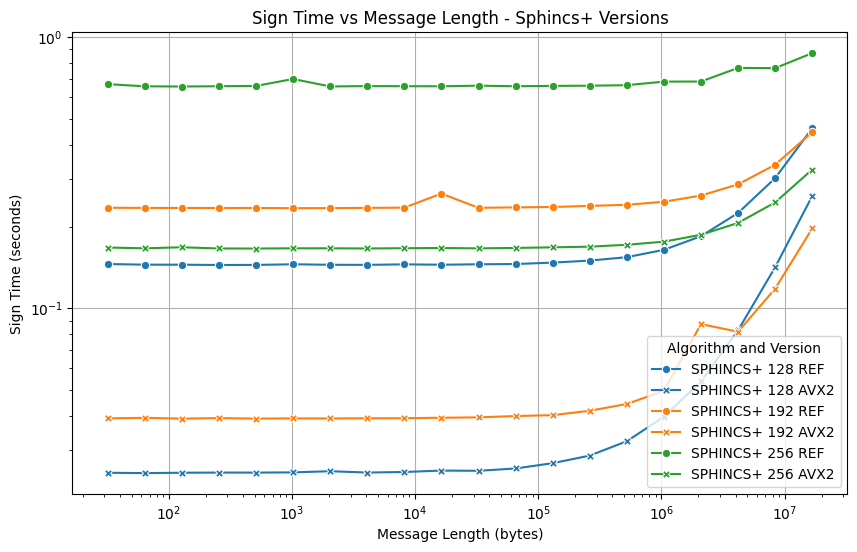 Sign Time vs Message Length - Sphincs+ Versions
10⁰
10⁻¹
Sign Time (seconds)
10²
10³
10⁴
10⁵
10⁶
10⁷
Message Length (bytes)
Algorithm and Version
SPHINCS+ 128 REF
SPHINCS+ 128 AVX2
SPHINCS+ 192 REF
SPHINCS+ 192 AVX2
SPHINCS+ 256 REF
SPHINCS+ 256 AVX2